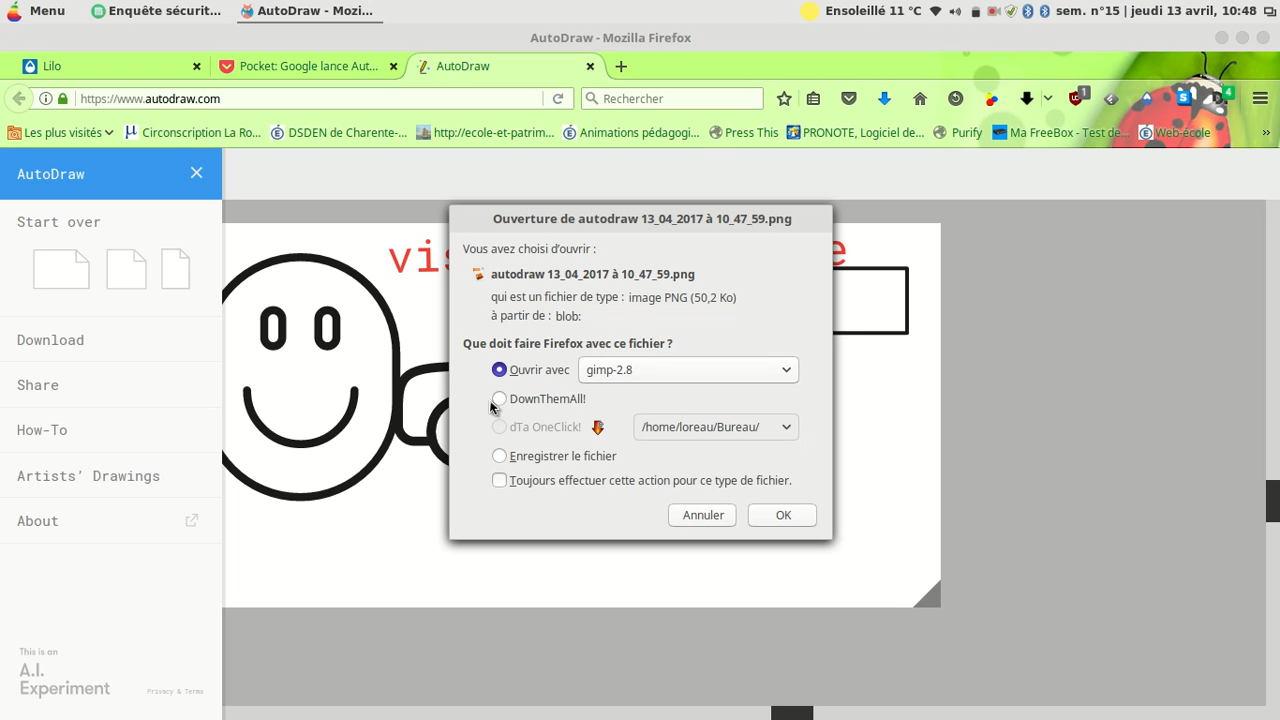 Menu
Enquête sécurit...
AutoDraw - Mozi...
Ensoleillé 11 °C
sem. n°15 | jeudi 13 avril, 10:48
AutoDraw - Mozilla Firefox
Lilo
Pocket: Google lance Aut...
AutoDraw
https://www.autodraw.com
Rechercher
1
4
Les plus visités
Circonscription La Ro...
DSDEN de Charente-...
http://ecole-et-patrim...
Animations pédagogi...
Press This
PRONOTE, Logiciel de...
Purify
Ma FreeBox - Test de...
Web-école
»
AutoDraw
Start over
Download
Share
How-To
Artists’ Drawings
About
This is an
A.I.
Experiment
Privacy & Terms
vis
e
Ouverture de autodraw 13_04_2017 à 10_47_59.png
Vous avez choisi d’ouvrir :
autodraw 13_04_2017 à 10_47_59.png
qui est un fichier de type : image PNG (50,2 Ko)
à partir de : blob:
Que doit faire Firefox avec ce fichier ?
Ouvrir avec
gimp-2.8
DownThemAll!
dTa OneClick!
/home/loreau/Bureau/
Enregistrer le fichier
Toujours effectuer cette action pour ce type de fichier.
Annuler
OK